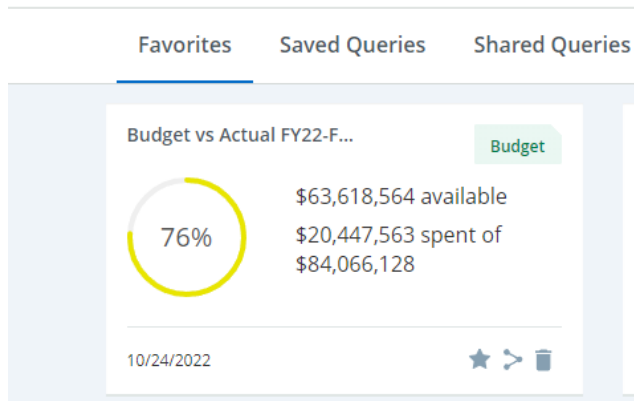 Favorites Saved Queries Shared Queries
Budget vs Actual FY22-F...
Budget
76%
$63,618,564 available
$20,447,563 spent of
$84,066,128
10/24/2022